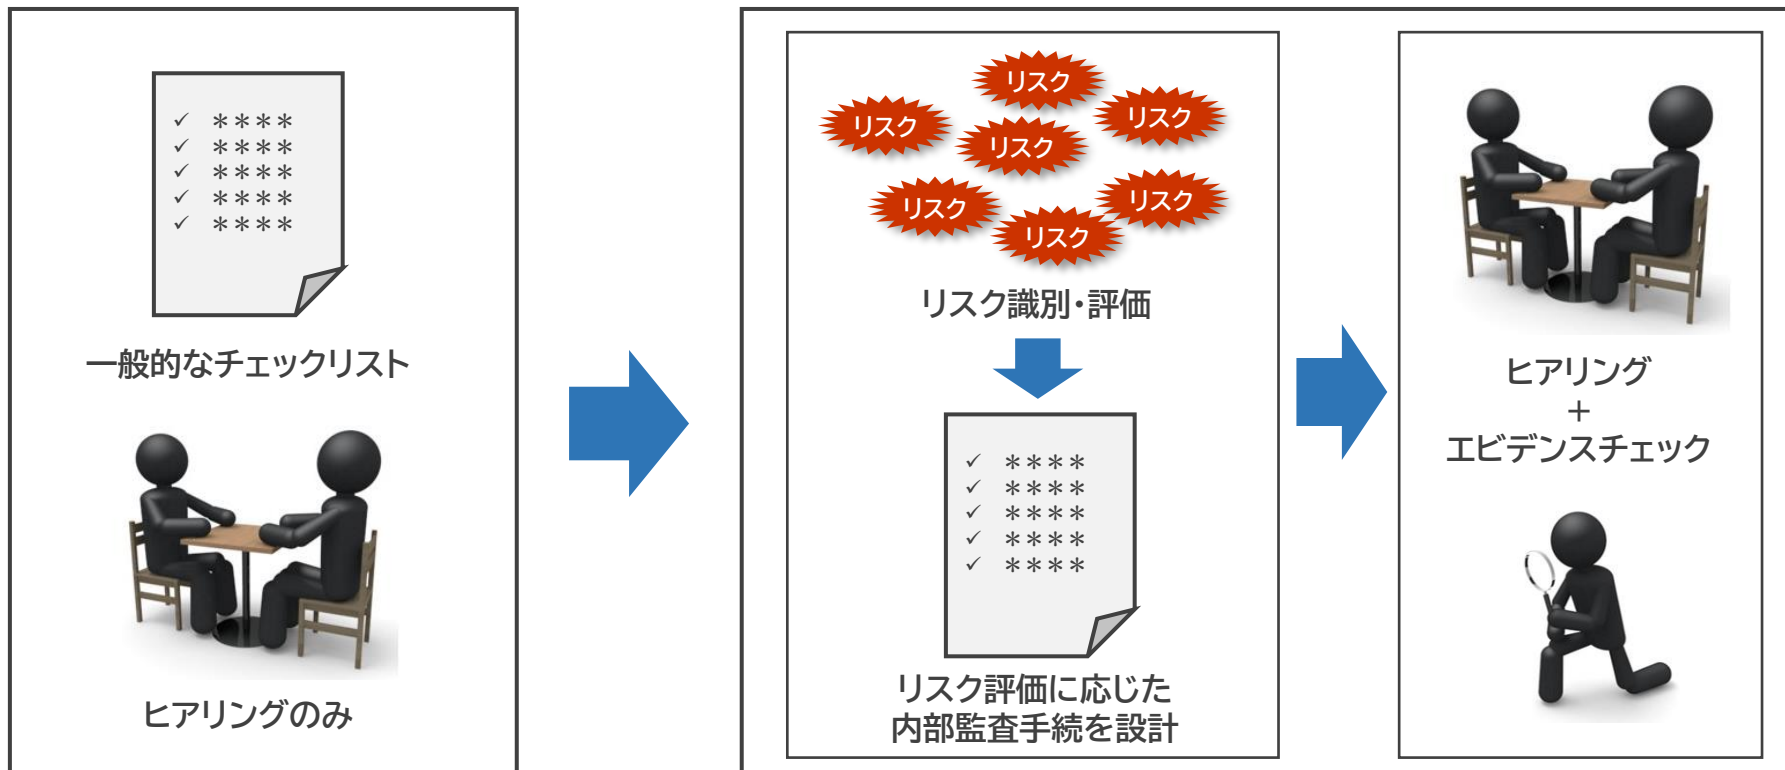 ✓ ****
✓ ****
✓ ****
✓ ****
✓ ****
一般的なチェックリスト
ヒアリングのみ
リスク
リスク
リスク
リスク
リスク
リスク
リスク
リスク識別・評価
✓ ****
✓ ****
✓ ****
✓ ****
✓ ****
リスク評価に応じた
内部監査手続を設計
ヒアリング
+
エビデンスチェック